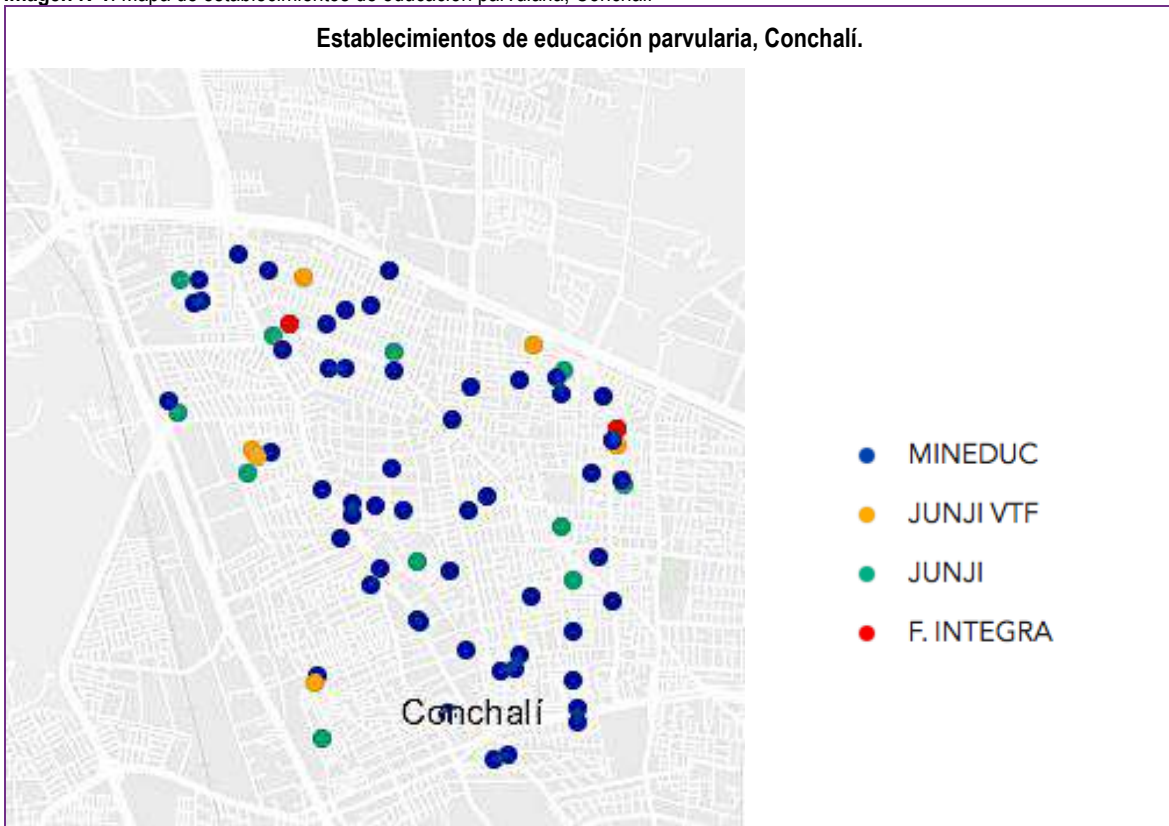 Establecimientos de educación parvularia, Conchalí.
MINEDUC
JUNJI VTF
JUNJI
F. INTEGRA
Conchalí